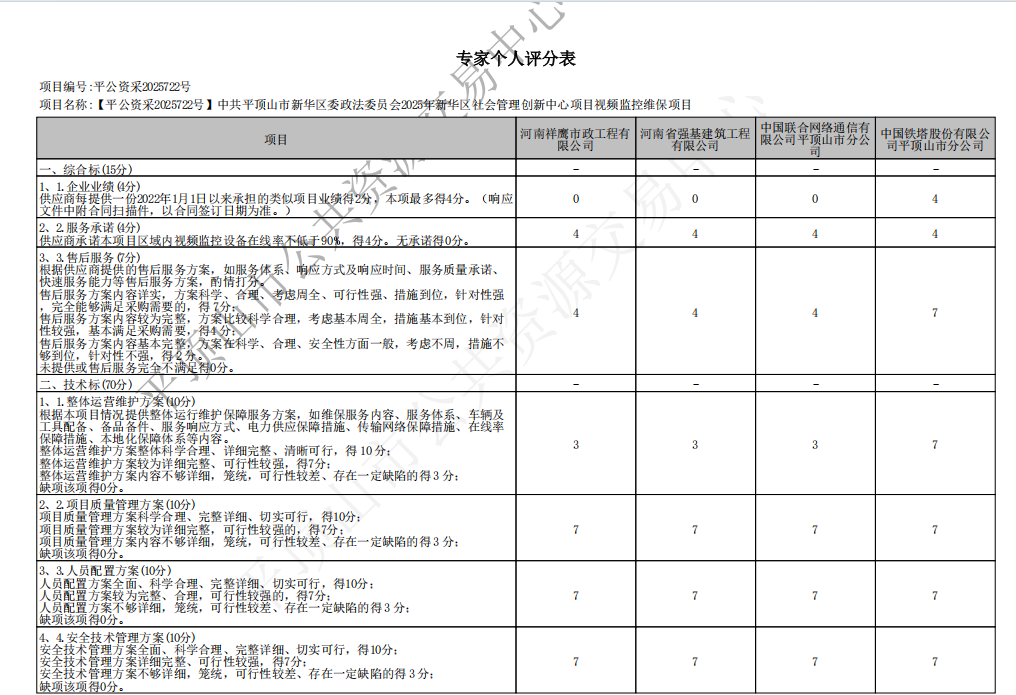 专家个人评分表
项目编号:平公资采2025722号
项目名称:【平公资采2025722号】中共平顶山市新华区委政法委员会2025年新华区社会管理创新中心项目视频监控维保项目
项目 河南祥鹰市政工程有限公司 河南省强基建筑工程有限公司 中国联合网络通信有限公司平顶山市分公司 中国铁塔股份有限公司平顶山市分公司
一、综合标(15分) - - - -
1、1.企业业绩(4分)
供应商每提供一份2022年1月1日以来承担的类似项目业绩得2分，本项最多得4分。（响应
文件中附合同扫描件，以合同签订日期为准。）
0 0 0 4
2、2.服务承诺(4分)
供应商承诺本项目区域内视频监控设备在线率不低于90%，得4分。无承诺得0分。
4 4 4 4
3、3.售后服务(7分)
根据供应商提供的售后服务方案，如服务体系、响应方式及响应时间、服务质量承诺、
快速服务能力等售后服务方案，酌情打分。
售后服务方案内容详实，方案科学、合理、考虑周全、可行性强、措施到位，针对性强
，完全能够满足采购需要的，得7分；
售后服务方案内容较为完整，方案比较科学合理，考虑基本周全，措施基本到位，针对
性较强，基本满足采购需要，得4分；
售后服务方案内容基本完整，方案在科学、合理、安全性方面一般，考虑不周，措施不
够到位，针对性不强，得2分。
未提供或售后服务完全不满足得0分。
4 4 4 7
二、技术标(70分) - - - -
1、1.整体运营维护方案(10分)
根据本项目情况提供整体运行维护保障服务方案，如维保服务内容、服务体系、车辆及
工具配备、备品备件、服务响应方式、电力供应保障措施、传输网络保障措施、在线率
保障措施、本地化保障体系等内容。
整体运营维护方案整体科学合理、详细完整、清晰可行，得 10 分；
整体运营维护方案较为详细完整、可行性较强，得7分；
整体运营维护方案内容不够详细，笼统，可行性较差、存在一定缺陷的得 3 分；
缺项该项得0分。
3 3 3 7
2、2.项目质量管理方案(10分)
项目质量管理方案科学合理、完整详细、切实可行，得10分；
项目质量管理方案较为详细完整，可行性较强的，得7分；
项目质量管理方案内容不够详细，笼统，可行性较差、存在一定缺陷的得 3 分；
缺项该项得0分。
7 7 7 7
3、3.人员配置方案(10分)
人员配置方案全面、科学合理、完整详细、切实可行，得10分；
人员配置方案较为完整、合理，可行性较强的，得7分；
人员配置方案不够详细，笼统，可行性较差、存在一定缺陷的得 3 分；
缺项该项得0分。
7 7 7 7
4、4.安全技术管理方案(10分)
安全技术管理方案全面、科学合理、完整详细、切实可行，得10分；
安全技术管理方案详细完整、可行性较强，得7分；
安全技术管理方案不够详细，笼统，可行性较差、存在一定缺陷的得 3 分；
缺项该项得0分。
7 7 7 7
平顶山市公共资源交易中心
平顶山市公共资源交易中心